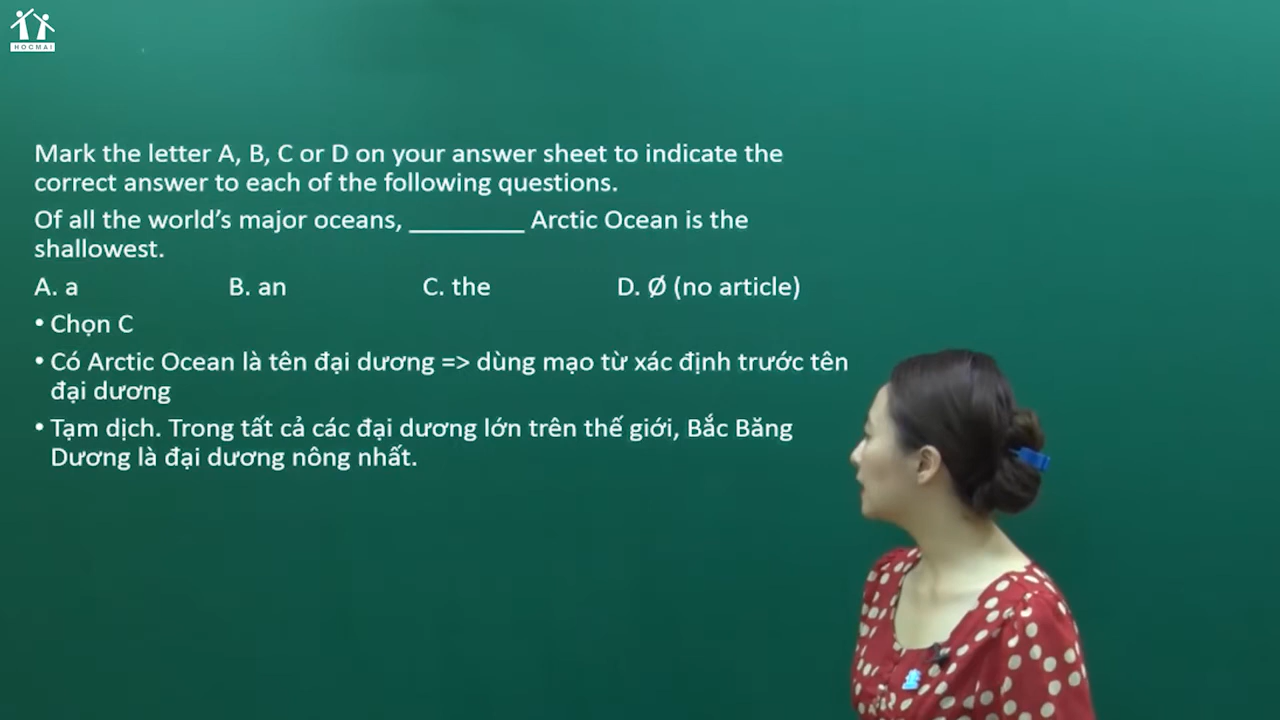 HOCMAI
Mark the letter A, B, C or D on your answer sheet to indicate the
correct answer to each of the following questions.
Of all the world’s major oceans, ________ Arctic Ocean is the
shallowest.
A. a B. an C. the D. Ø (no article)
• Chọn C
• Có Arctic Ocean là tên đại dương => dùng mạo từ xác định trước tên
đại dương
• Tạm dịch. Trong tất cả các đại dương lớn trên thế giới, Bắc Băng
Dương là đại dương nông nhất.